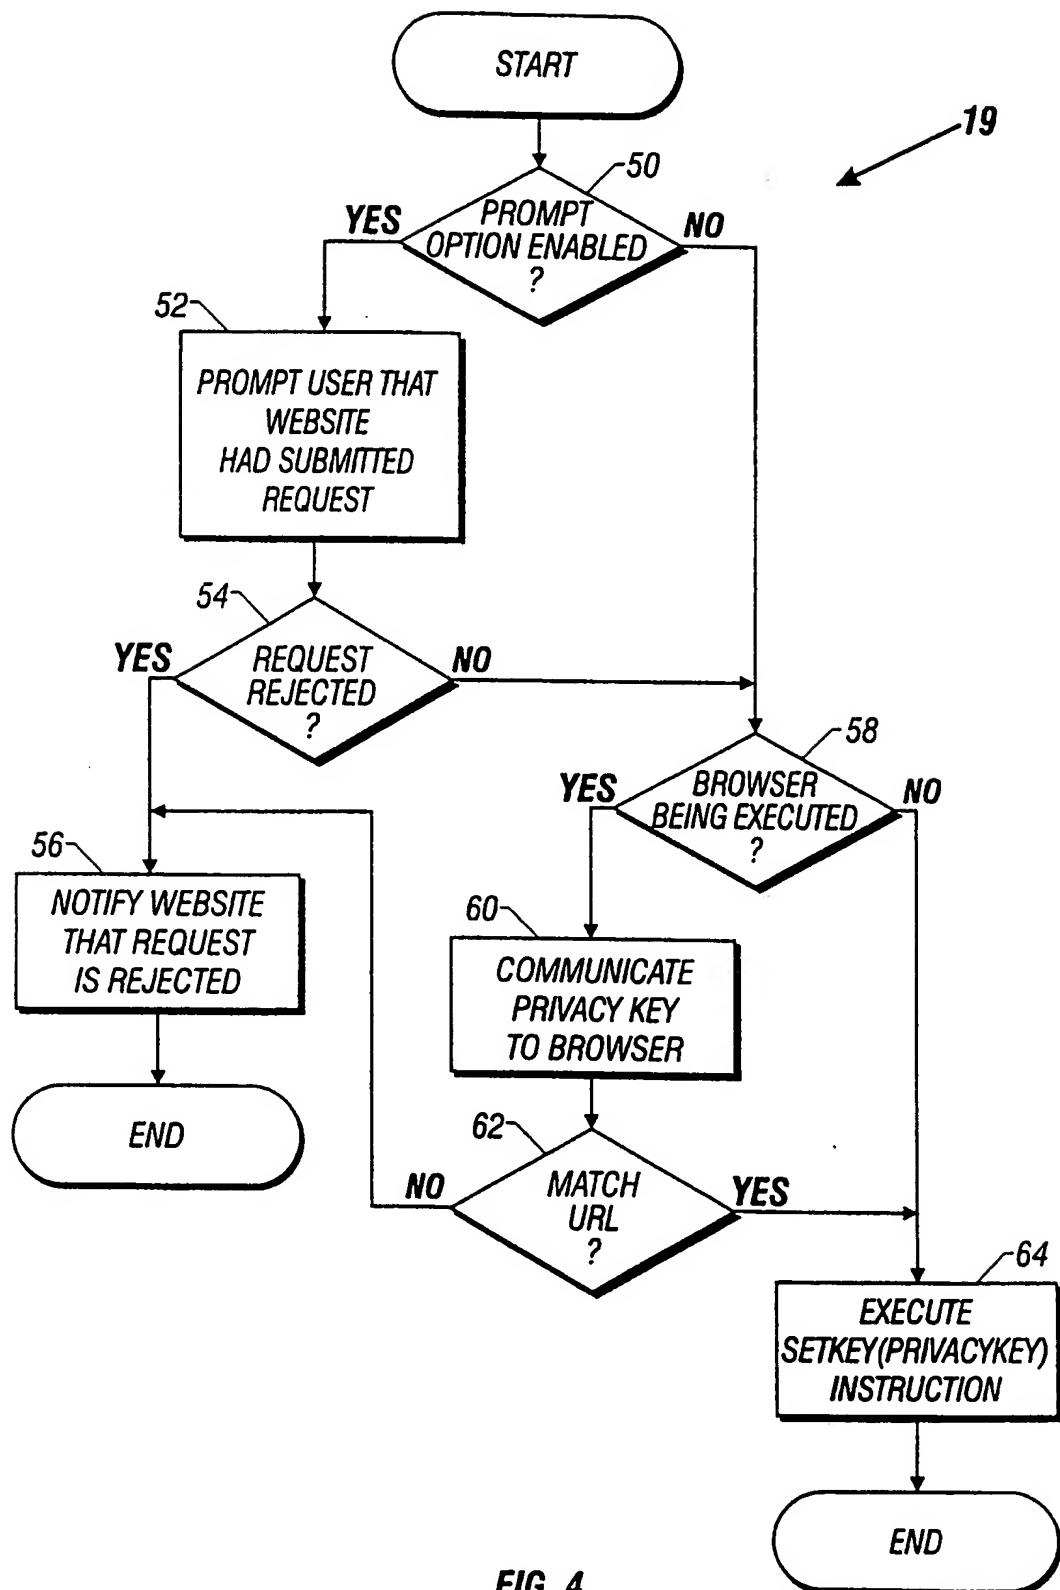 START
19
50
YES
PROMPT
OPTION ENABLED
?
NO
52
PROMPT USER THAT
WEBSITE
HAD SUBMITTED
REQUEST
54
YES
REQUEST
REJECTED
?
NO
58
YES
BROWSER
BEING EXECUTED
?
NO
56
NOTIFY WEBSITE
THAT REQUEST
IS REJECTED
60
COMMUNICATE
PRIVACY KEY
TO BROWSER
END
62
NO
MATCH
URL
?
YES
64
EXECUTE
SETKEY(PRIVACYKEY)
INSTRUCTION
END
FIG. 4